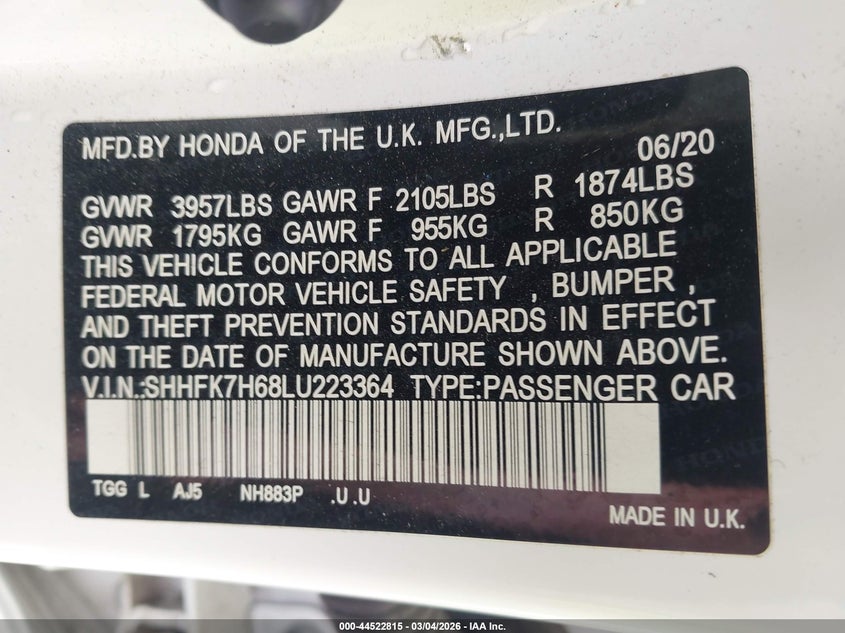 MFD.BY HONDA OF THE U.K. MFG.,LTD. 06/20
GVWR 3957LBS GAWR F 2105LBS R 1874LBS
GVWR 1795KG GAWR F 955KG R 850KG
THIS VEHICLE CONFORMS TO ALL APPLICABLE
FEDERAL MOTOR VEHICLE SAFETY , BUMPER ,
AND THEFT PREVENTION STANDARDS IN EFFECT
ON THE DATE OF MANUFACTURE SHOWN ABOVE.
V.I.N.:SHHFK7H68LU223364 TYPE:PASSENGER CAR
TGG L AJ5 NH883P .U .U
MADE IN U.K.
000-44522815 - 03/04/2026 - IAA Inc.